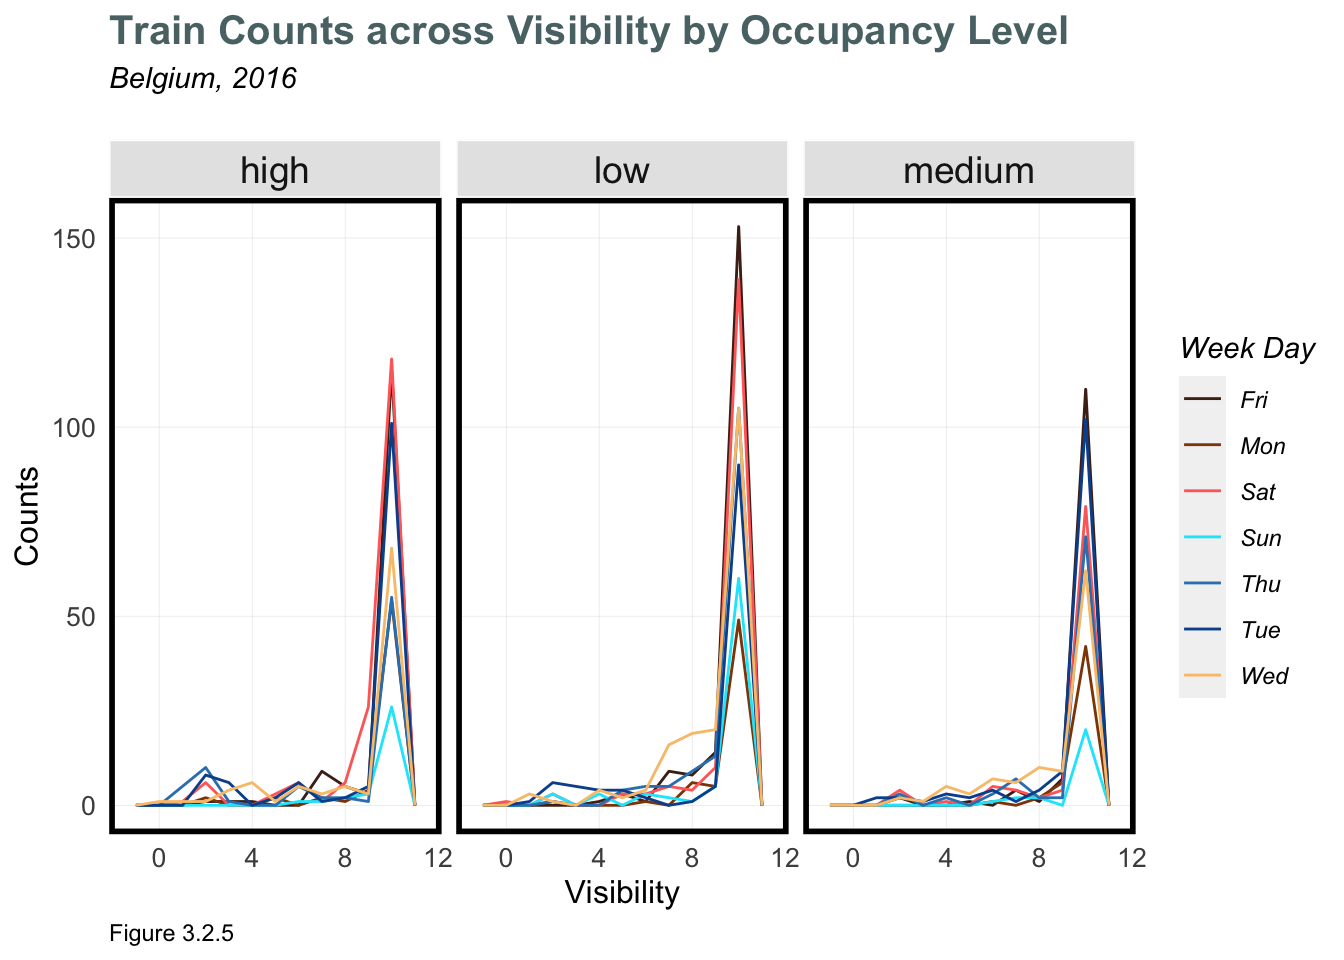 Train Counts across Visibility by Occupancy Level
Belgium, 2016
high low medium
150
100
50
0
Counts
0 4 8 12 0 4 8 12 0 4 8 12
Visibility
Week Day
Fri
Mon
Sat
Sun
Thu
Tue
Wed
Figure 3.2.5